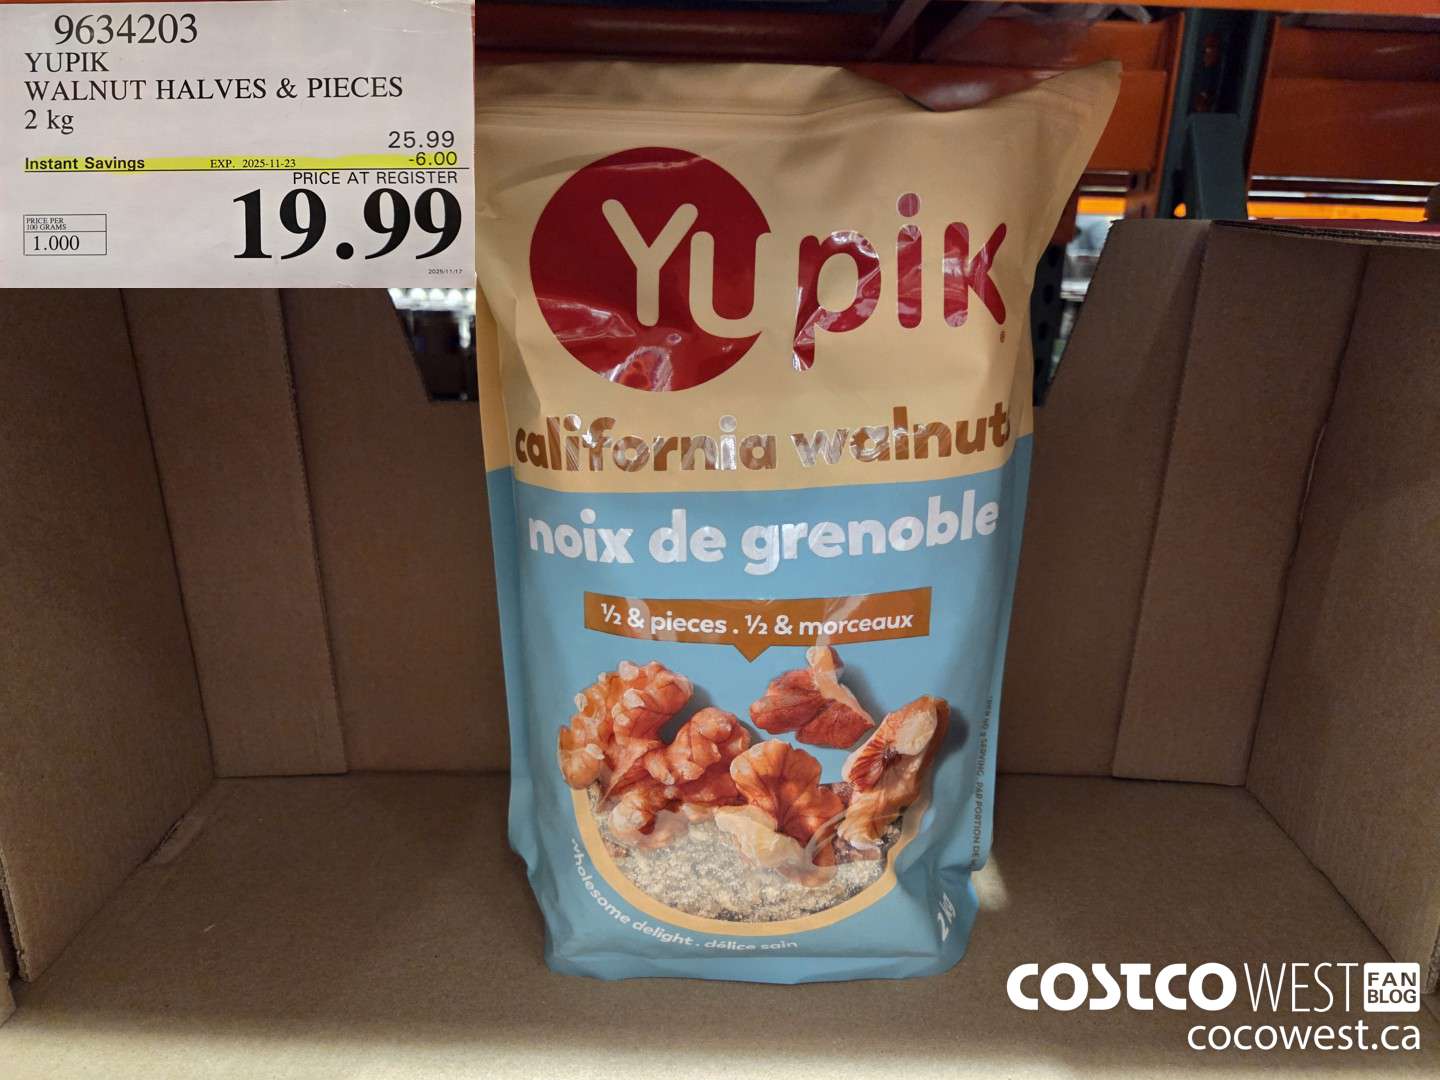 9634203
YUPIK
WALNUT HALVES & PIECES
2 kg
25.99
Instant Savings EXP. 2025-11-23 -6.00
PRICE AT REGISTER
19.99
PRICE PER
100 GRAMS
1.000
2025/11/17
Yupik
california walnuts
noix de grenoble
½ & pieces . ½ & morceaux
wholesome delight . délice sain
2 kg
COSTCO WEST FAN BLOG
cocowest.ca